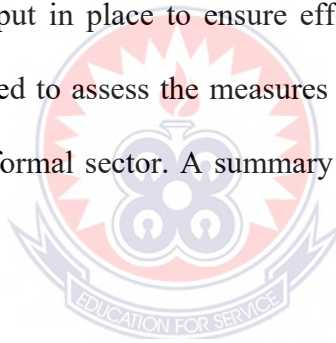 put in place to ensure eff
ed to assess the measures
formal sector. A summary
EDUCATION FOR SERVICE